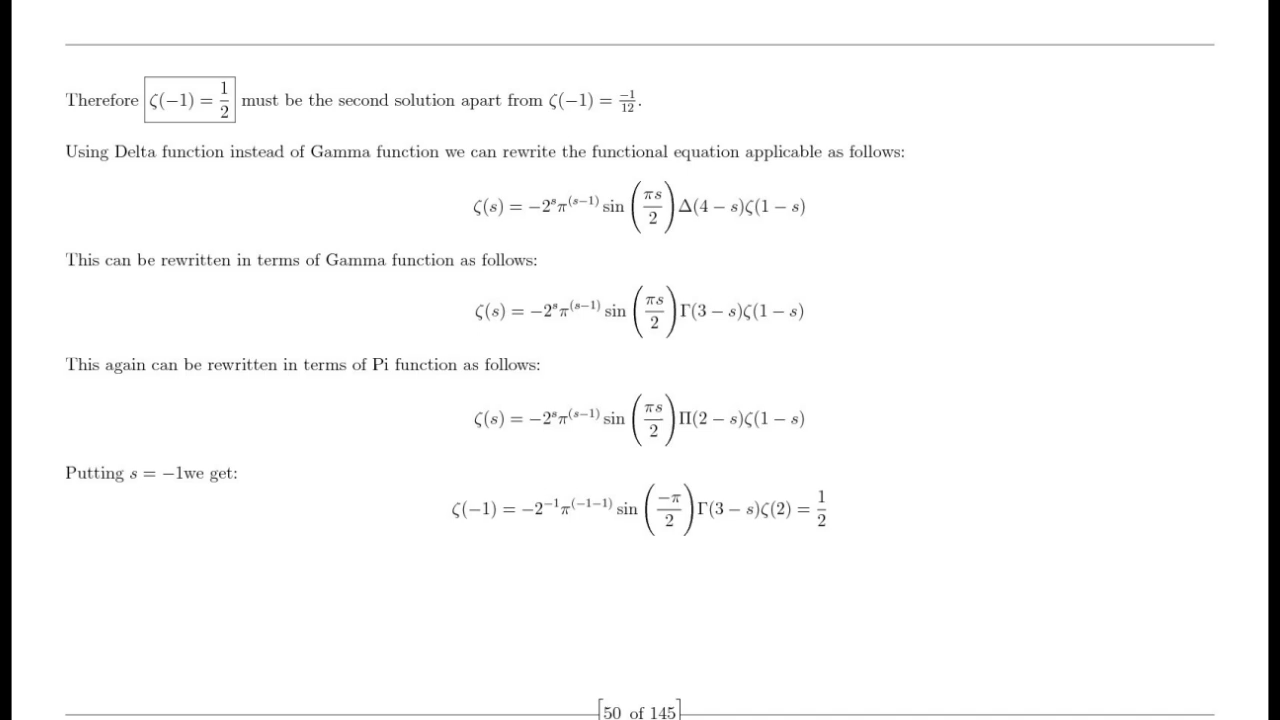 Therefore ζ(−1) = 1/2 must be the second solution apart from ζ(−1) = −1/12.
Using Delta function instead of Gamma function we can rewrite the functional equation applicable as follows:
ζ(s) = −2^s π^(s−1) sin(πs/2) Δ(4 − s)ζ(1 − s)
This can be rewritten in terms of Gamma function as follows:
ζ(s) = −2^s π^(s−1) sin(πs/2) Γ(3 − s)ζ(1 − s)
This again can be rewritten in terms of Pi function as follows:
ζ(s) = −2^s π^(s−1) sin(πs/2) Π(2 − s)ζ(1 − s)
Putting s = −1we get:
ζ(−1) = −2^−1 π^(−1−1) sin(−π/2) Γ(3 − s)ζ(2) = 1/2
[50 of 145]